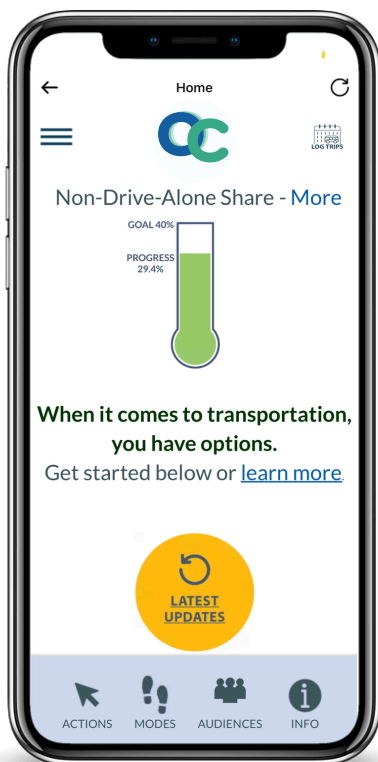 Home
OC
LOG TRIPS
Non-Drive-Alone Share - More
GOAL 40%
PROGRESS
29.4%
When it comes to transportation,
you have options.
Get started below or learn more.
LATEST
UPDATES
ACTIONS MODES AUDIENCES INFO